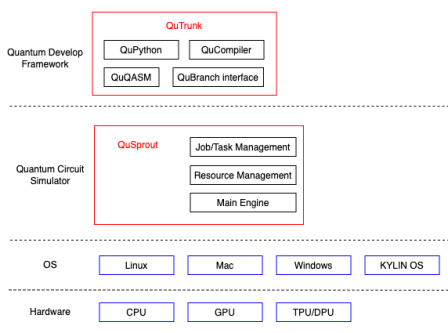 QuTrunk
Quantum Develop
Framework
QuPython
QuCompiler
QuQASM
QuBranch interface
QuSprout
Quantum Circuit
Simulator
Job/Task Management
Resource Management
Main Engine
OS
Linux
Mac
Windows
KYLIN OS
Hardware
CPU
GPU
TPU/DPU